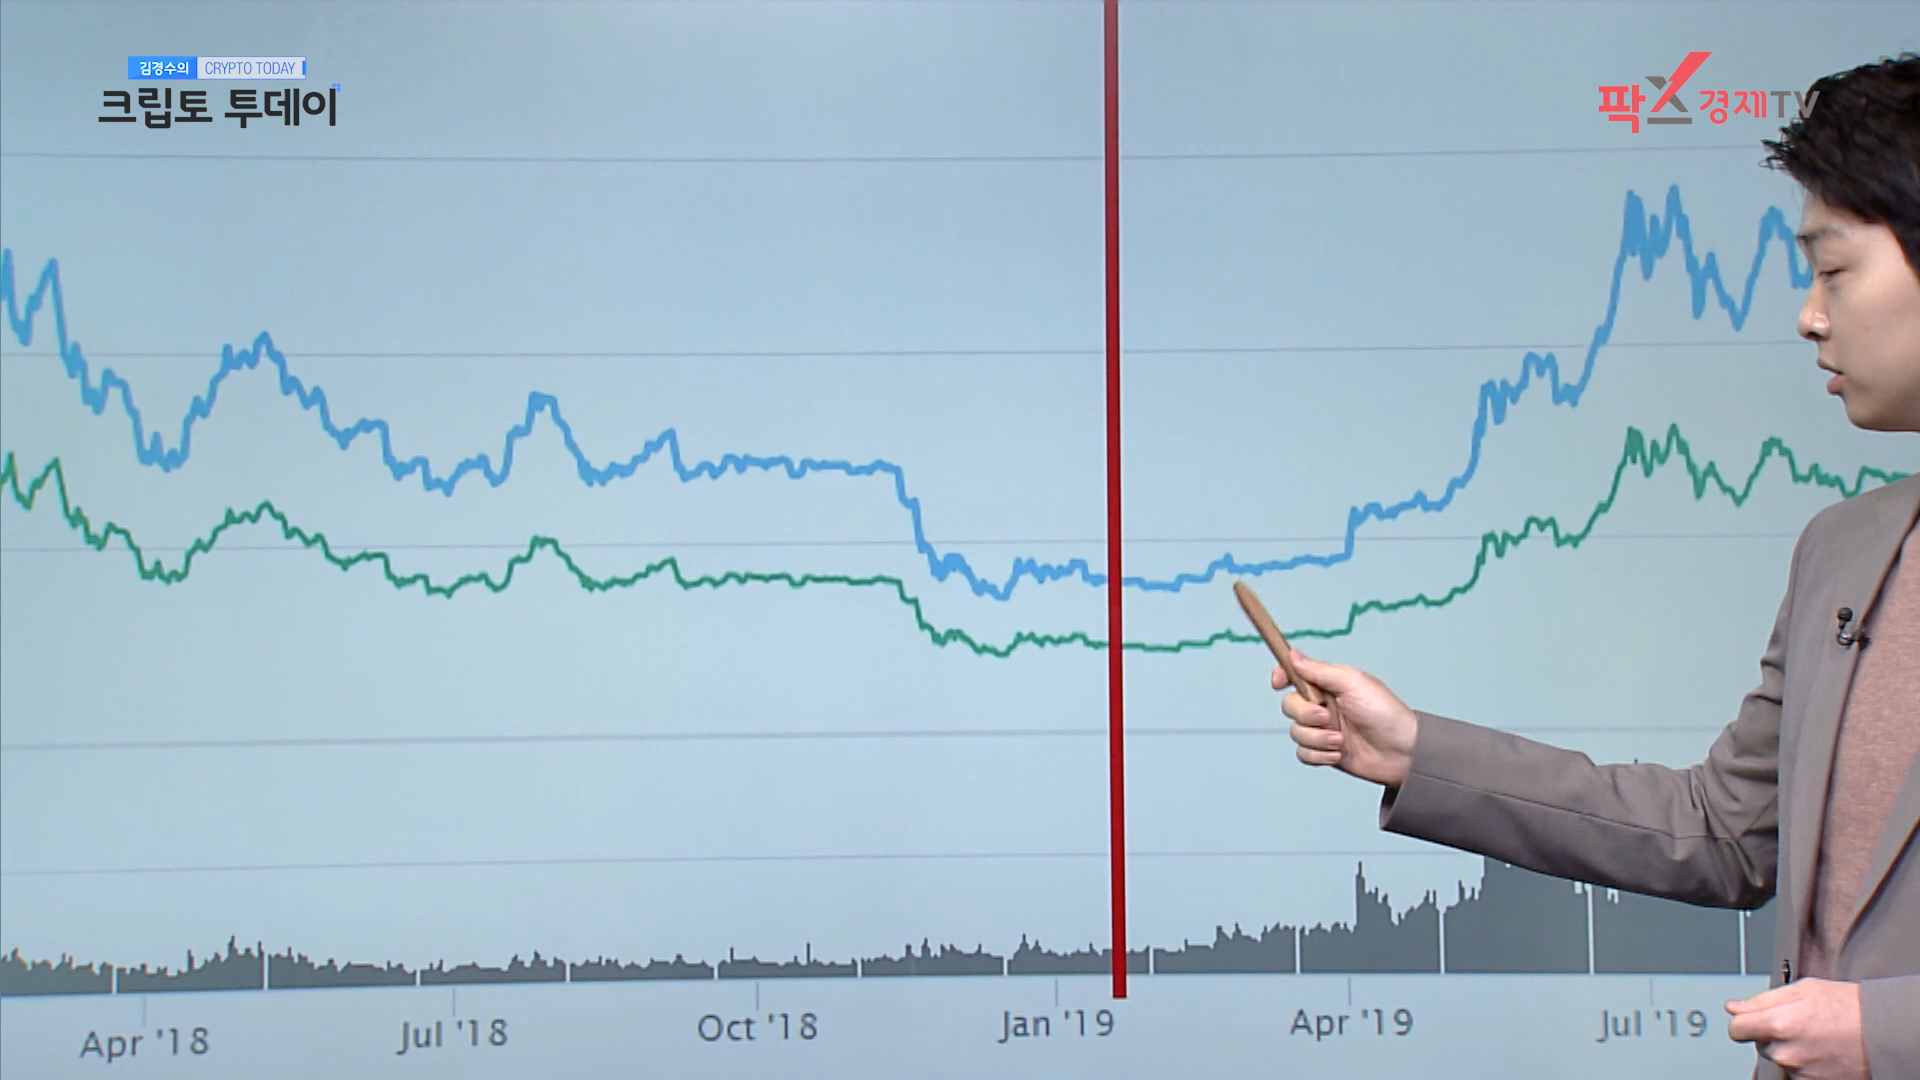 김경수의 CRYPTO TODAY
크립토 투데이
팍스경제TV
Apr '18
Jul '18
Oct '18
Jan '19
Apr '19
Jul '19